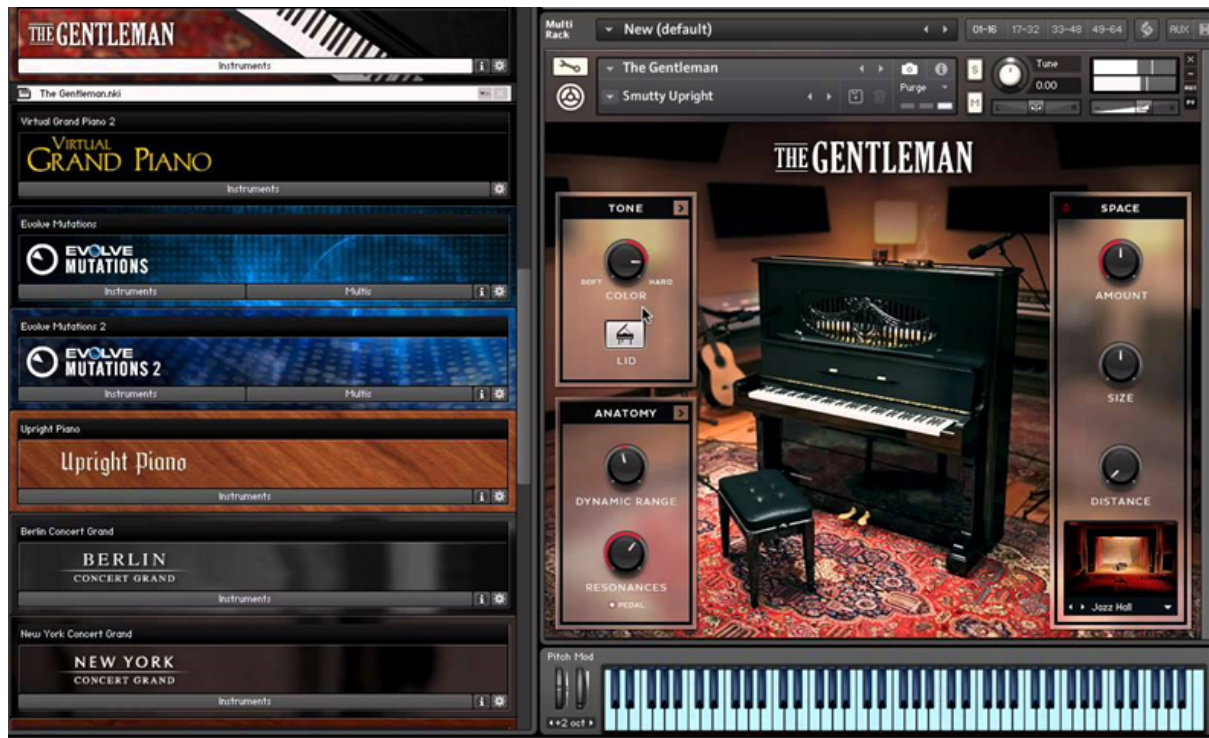 THE GENTLEMAN
Instruments
The Gentleman.nki
Virtual Grand Piano 2
VIRTUAL
GRAND PIANO
Instruments
Evolve Mutations
EVOLVE
MUTATIONS
Instruments Multis
Evolve Mutations 2
EVOLVE
MUTATIONS 2
Instruments Multis
Upright Piano
Upright Piano
Instruments
Berlin Concert Grand
BERLIN
CONCERT GRAND
Instruments
New York Concert Grand
NEW YORK
CONCERT GRAND
Instruments
Multi
Rack
New (default)
01-16 17-32 33-48 49-64 AUX
The Gentleman
Smutty Upright
Purge
S
M
Tune
0.00
AUX
PV
THE GENTLEMAN
TONE
SOFT HARD
COLOR
LID
ANATOMY
DYNAMIC RANGE
RESONANCES
PEDAL
SPACE
AMOUNT
SIZE
DISTANCE
Jazz Hall
Pitch Mod
+2 oct